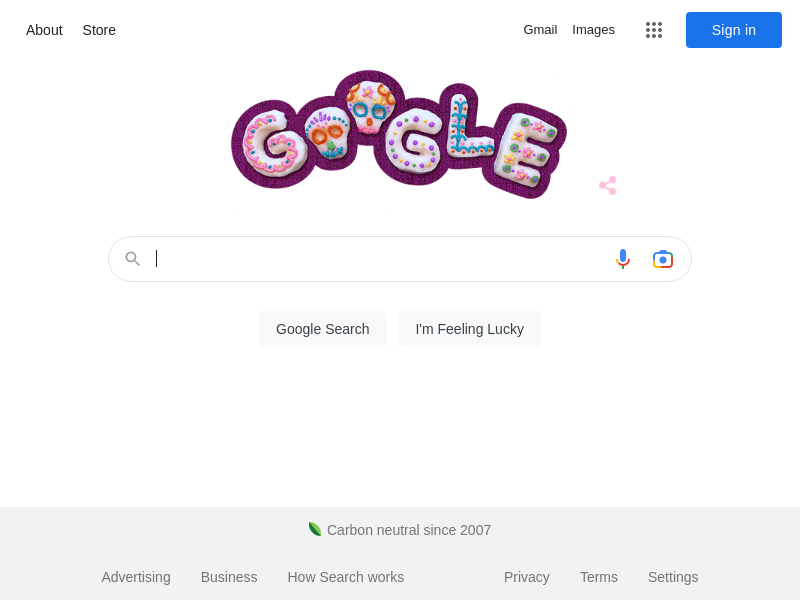 About Store Gmail Images Sign in
GOOGLE
Google Search I'm Feeling Lucky
Carbon neutral since 2007
Advertising Business How Search works Privacy Terms Settings